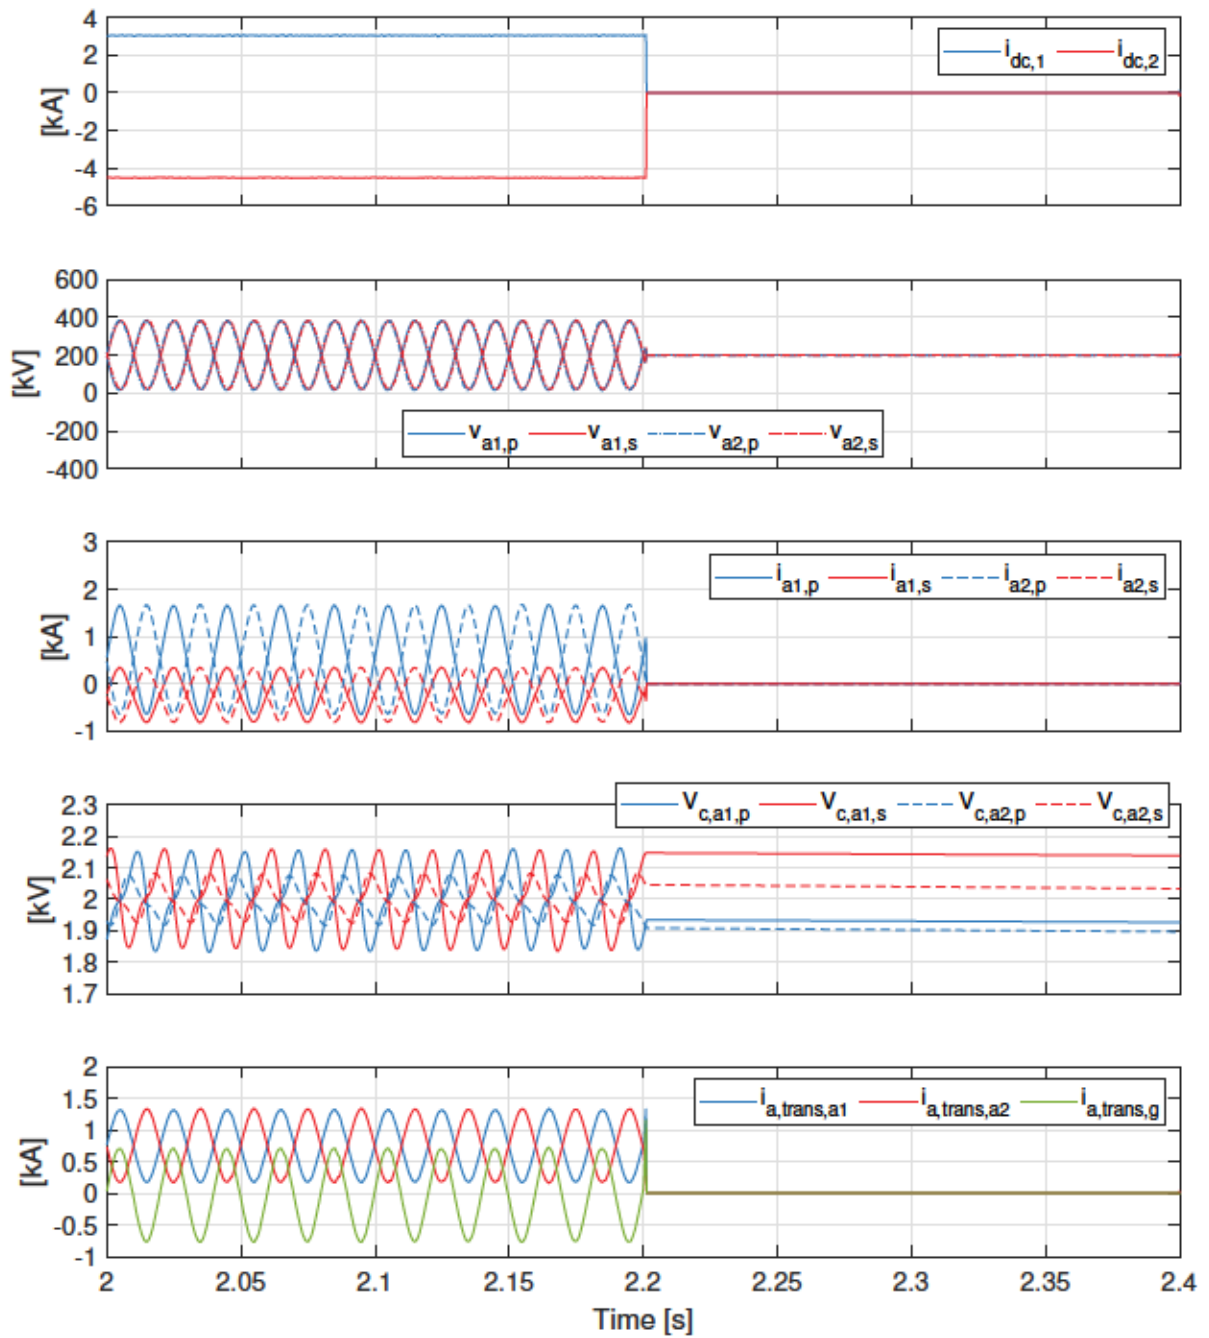 4
2
0
-2
-4
-6
[kA]
i_dc,1 i_dc,2
600
400
200
0
-200
-400
[kV]
v_a1,p v_a1,s v_a2,p v_a2,s
3
2
1
0
-1
[kA]
i_a1,p i_a1,s i_a2,p i_a2,s
2.3
2.2
2.1
2
1.9
1.8
1.7
[kV]
V_c,a1,p V_c,a1,s V_c,a2,p V_c,a2,s
2
1.5
1
0.5
0
-0.5
-1
[kA]
i_a,trans,a1 i_a,trans,a2 i_a,trans,g
2 2.05 2.1 2.15 2.2 2.25 2.3 2.35 2.4
Time [s]